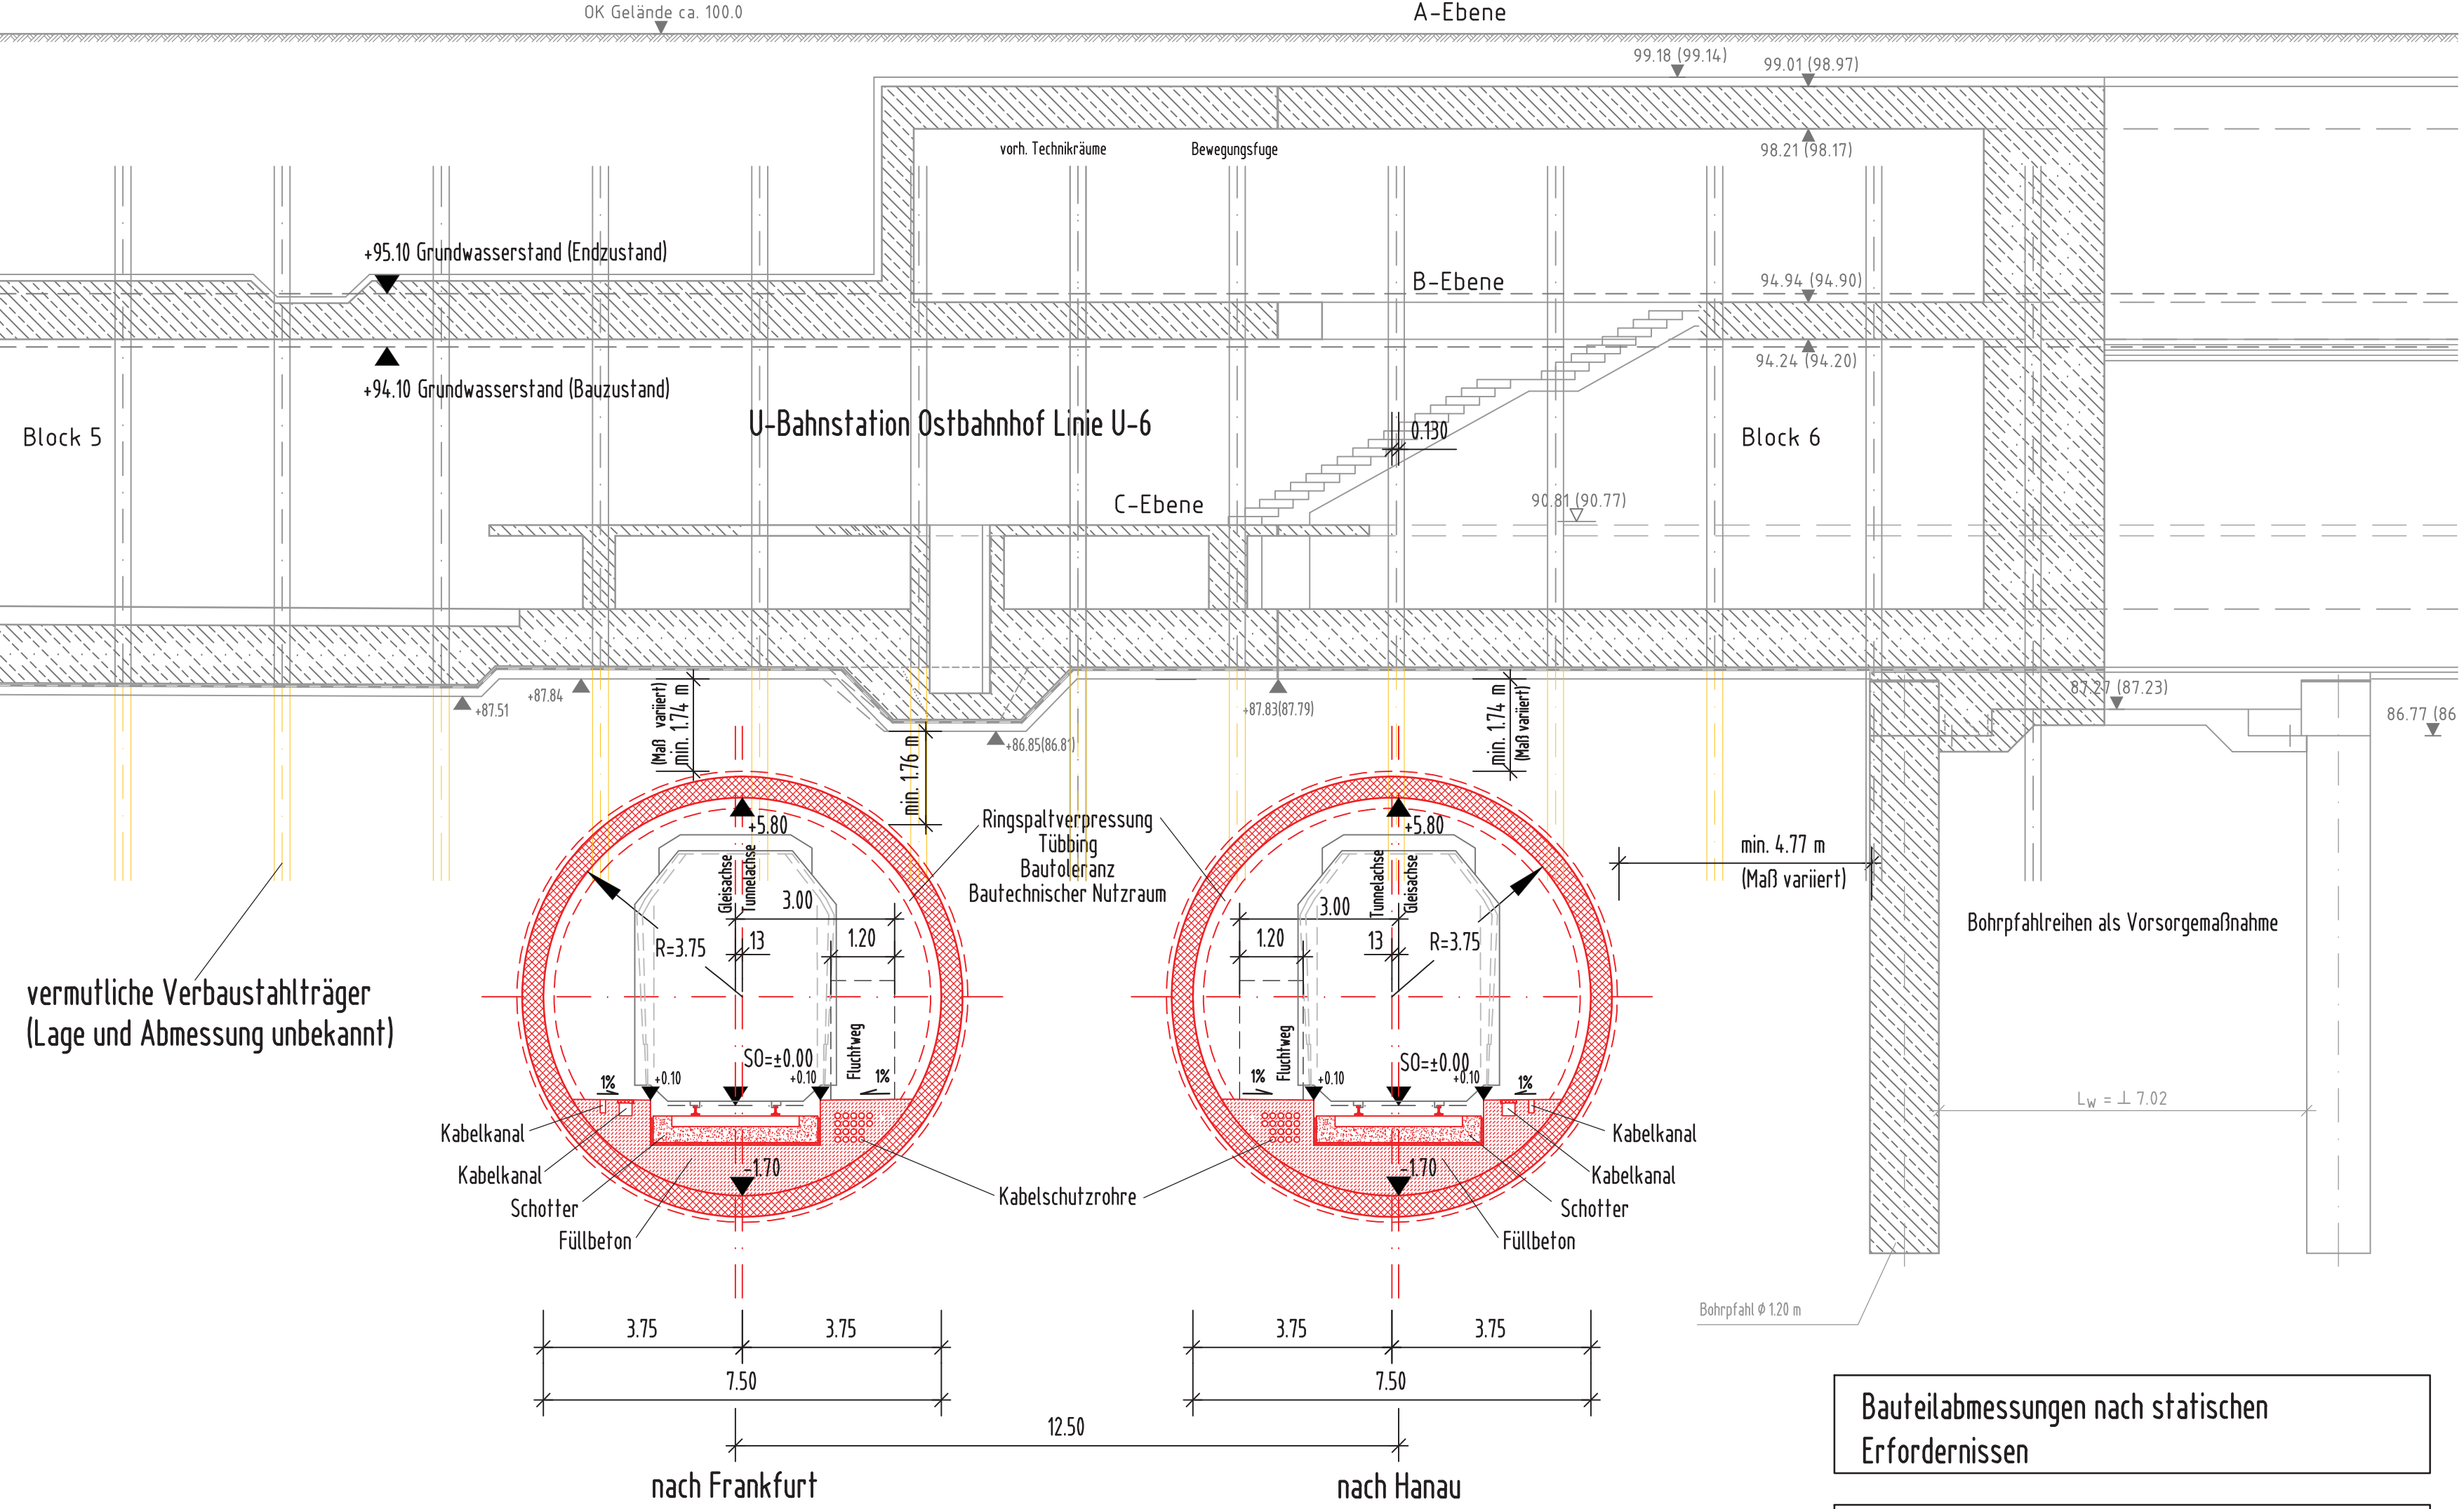 OK Gelände ca. 100.0
A-Ebene
99.18 (99.14)
99.01 (98.97)
vorh. Technikräume
Bewegungsfuge
98.21 (98.17)
+95.10 Grundwasserstand (Endzustand)
B-Ebene
94.94 (94.90)
+94.10 Grundwasserstand (Bauzustand)
94.24 (94.20)
Block 5
U-Bahnstation Ostbahnhof Linie U-6
0.130
Block 6
C-Ebene
90.81 (90.77)
+87.84
+87.51
(Maß variiert)
min. 1.74 m
min. 1.76 m
+86.85(86.81)
+87.83(87.79)
min. 1.74 m
(Maß variiert)
87.27 (87.23)
86.77 (86
Ringspaltverpressung
Tübbing
Bautoleranz
Bautechnischer Nutzraum
min. 4.77 m
(Maß variiert)
Bohrpfahlreihen als Vorsorgemaßnahme
vermutliche Verbaustahlträger
(Lage und Abmessung unbekannt)
+5.80
Gleisachse
Tunnelachse
3.00
R=3.75
13
1.20
SO=±0.00
Fluchtweg
1%
+0.10
+0.10
1%
-1.70
+5.80
Tunnelachse
Gleisachse
3.00
1.20
13
R=3.75
Fluchtweg
SO=±0.00
1%
+0.10
+0.10
1%
-1.70
Kabelkanal
Kabelkanal
Schotter
Füllbeton
Kabelschutzrohre
Kabelkanal
Kabelkanal
Schotter
Füllbeton
LW = ⊥ 7.02
Bohrpfahl Ø 1.20 m
3.75
3.75
3.75
3.75
7.50
7.50
12.50
nach Frankfurt
nach Hanau
Bauteilabmessungen nach statischen
Erfordernissen